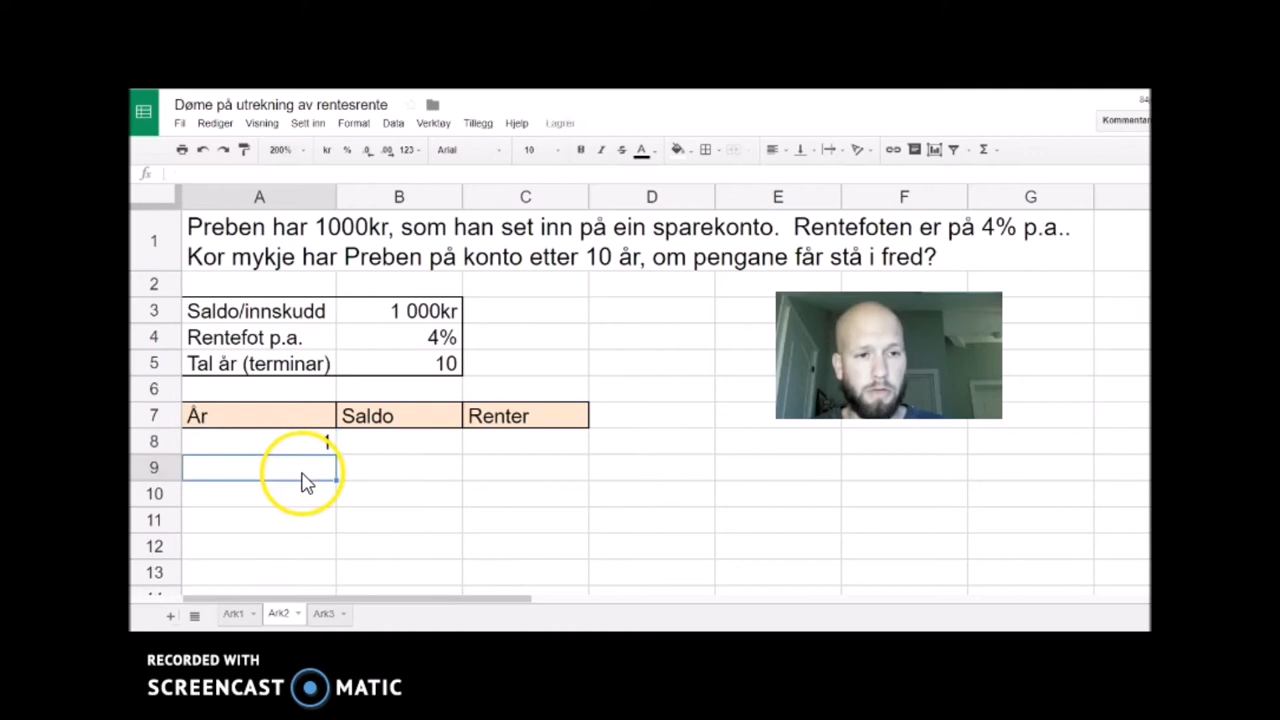 Døme på utrekning av rentesrente
84
Fil Rediger Visning Sett inn Format Data Verktøy Tillegg Hjelp Lagrer
Kommentar
200% kr % .0 .00 123 Arial 10 B I S A Σ
fx
A B C D E F G
1 Preben har 1000kr, som han set inn på ein sparekonto. Rentefoten er på 4% p.a..
Kor mykje har Preben på konto etter 10 år, om pengane får stå i fred?
2
3 Saldo/innskudd 1 000kr
4 Rentefot p.a. 4%
5 Tal år (terminar) 10
6
7 År Saldo Renter
8 1
9
10
11
12
13
+ Ark1 Ark2 Ark3
RECORDED WITH
SCREENCAST MATIC